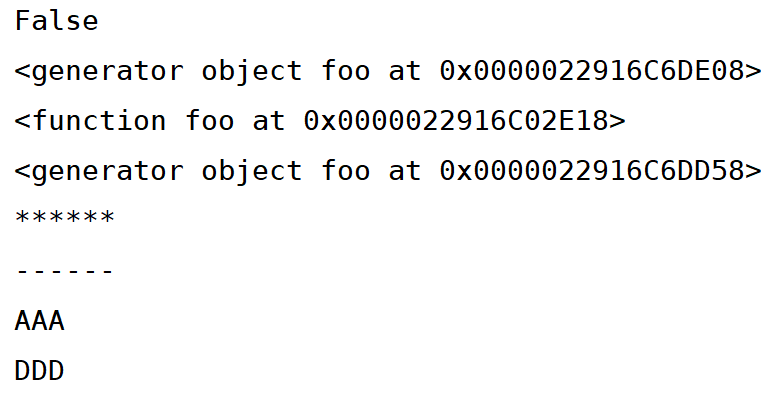 False
<generator object foo at 0x0000022916C6DE08>
<function foo at 0x0000022916C02E18>
<generator object foo at 0x0000022916C6DD58>
******
------
AAA
DDD